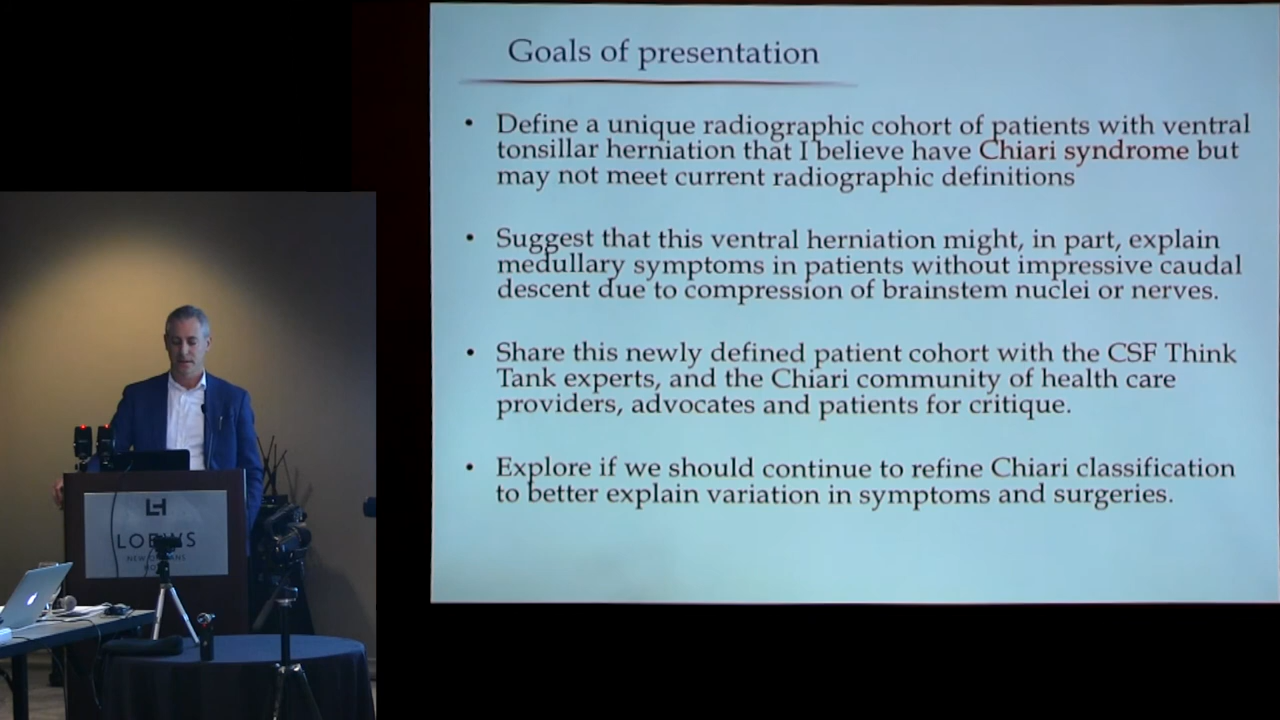 Goals of presentation
• Define a unique radiographic cohort of patients with ventral
tonsillar herniation that I believe have Chiari syndrome but
may not meet current radiographic definitions
• Suggest that this ventral herniation might, in part, explain
medullary symptoms in patients without impressive caudal
descent due to compression of brainstem nuclei or nerves.
• Share this newly defined patient cohort with the CSF Think
Tank experts, and the Chiari community of health care
providers, advocates and patients for critique.
• Explore if we should continue to refine Chiari classification
to better explain variation in symptoms and surgeries.
LOEWS
NEW ORLEANS